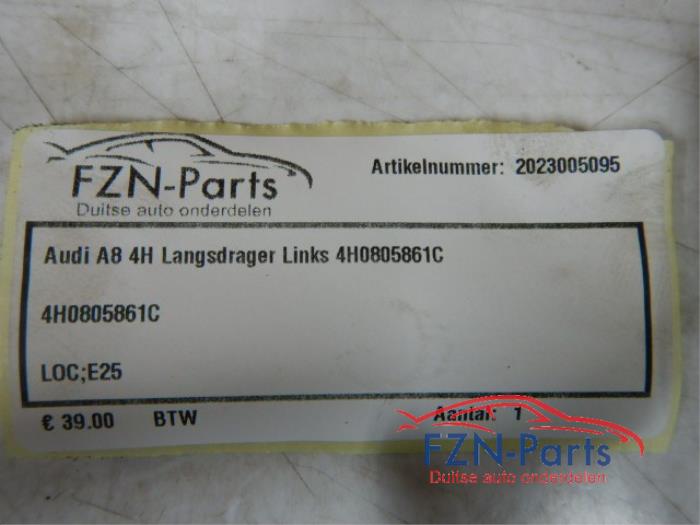 FZN-Parts
Duitse auto onderdelen
Artikelnummer: 2023005095
Audi A8 4H Langsdrager Links 4H0805861C
4H0805861C
LOC;E25
€ 39.00 BTW
Aantal: 1
FZN-Parts
Duitse auto onderdelen